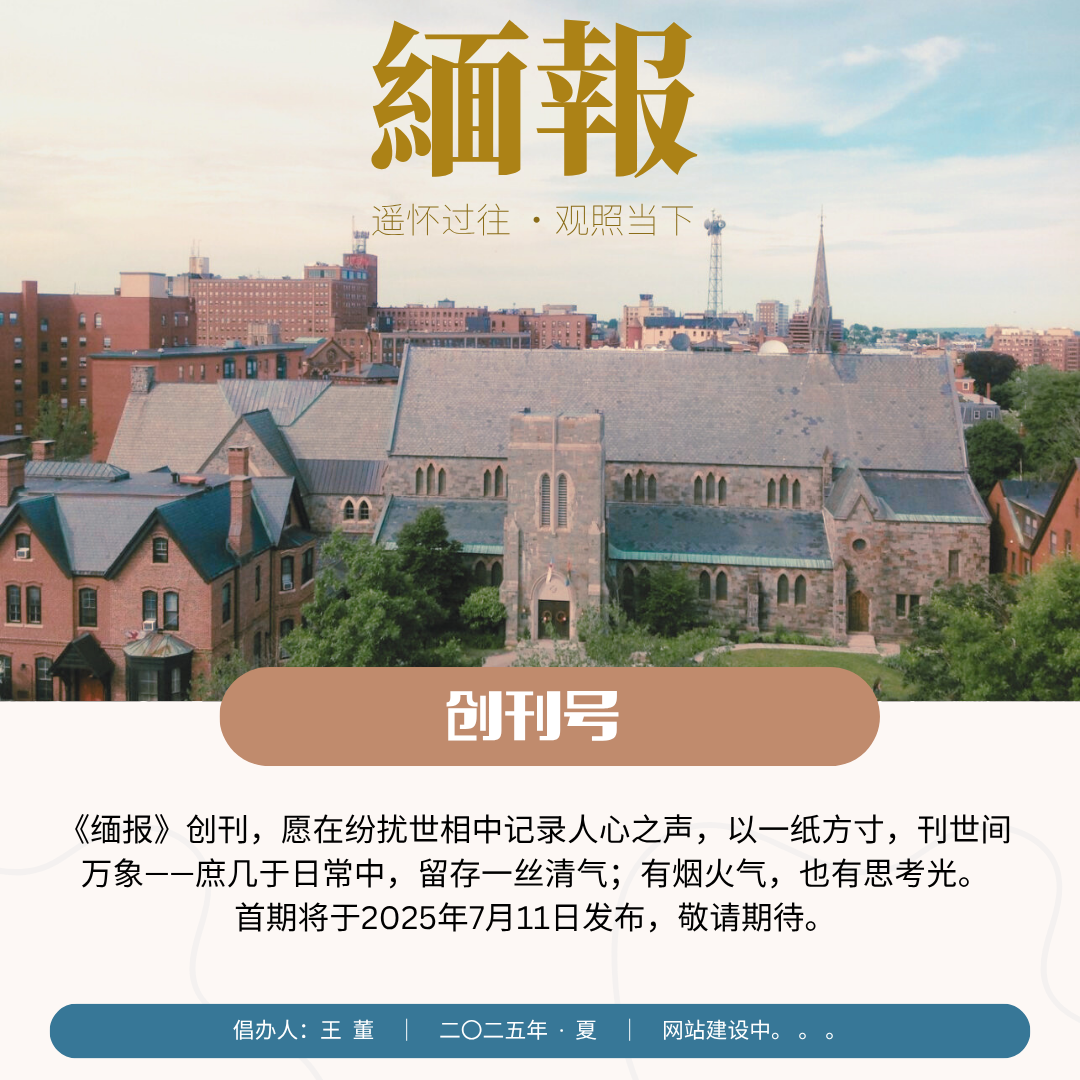 緬報
遥怀过往 · 观照当下
创刊号
《缅报》创刊，愿在纷扰世相中记录人心之声，以一纸方寸，刊世间
万象——庶几于日常中，留存一丝清气；有烟火气，也有思考光。
首期将于2025年7月11日发布，敬请期待。
倡办人：王 董 ｜ 二〇二五年 · 夏 ｜ 网站建设中。。。